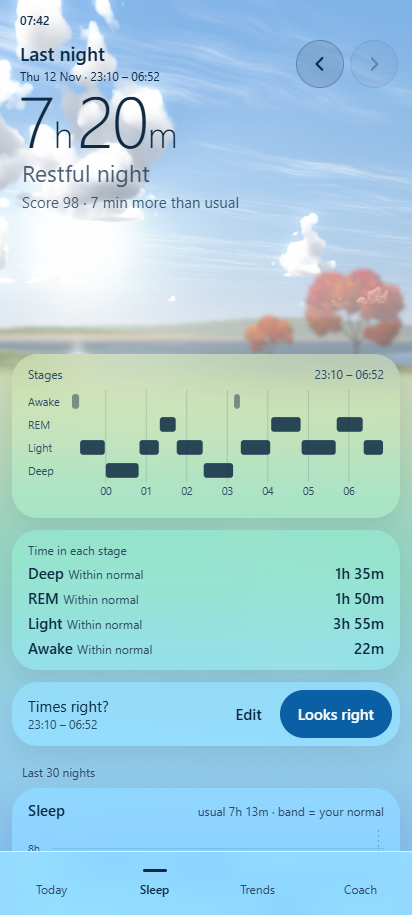 07:42
Last night
Thu 12 Nov · 23:10 – 06:52
7h 20m
Restful night
Score 98 · 7 min more than usual
Stages 23:10 – 06:52
Awake
REM
Light
Deep
00 01 02 03 04 05 06
Time in each stage
Deep Within normal 1h 35m
REM Within normal 1h 50m
Light Within normal 3h 55m
Awake Within normal 22m
Times right?
23:10 – 06:52
Edit
Looks right
Last 30 nights
Sleep usual 7h 13m · band = your normal
8h
Today Sleep Trends Coach